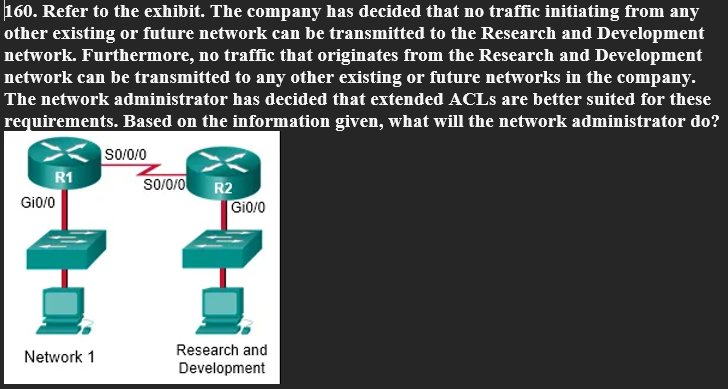 160. Refer to the exhibit. The company has decided that no traffic initiating from any
other existing or future network can be transmitted to the Research and Development
network. Furthermore, no traffic that originates from the Research and Development
network can be transmitted to any other existing or future networks in the company.
The network administrator has decided that extended ACLs are better suited for these
requirements. Based on the information given, what will the network administrator do?
S0/0/0
R1
S0/0/0
R2
Gi0/0
Gi0/0
Network 1
Research and
Development